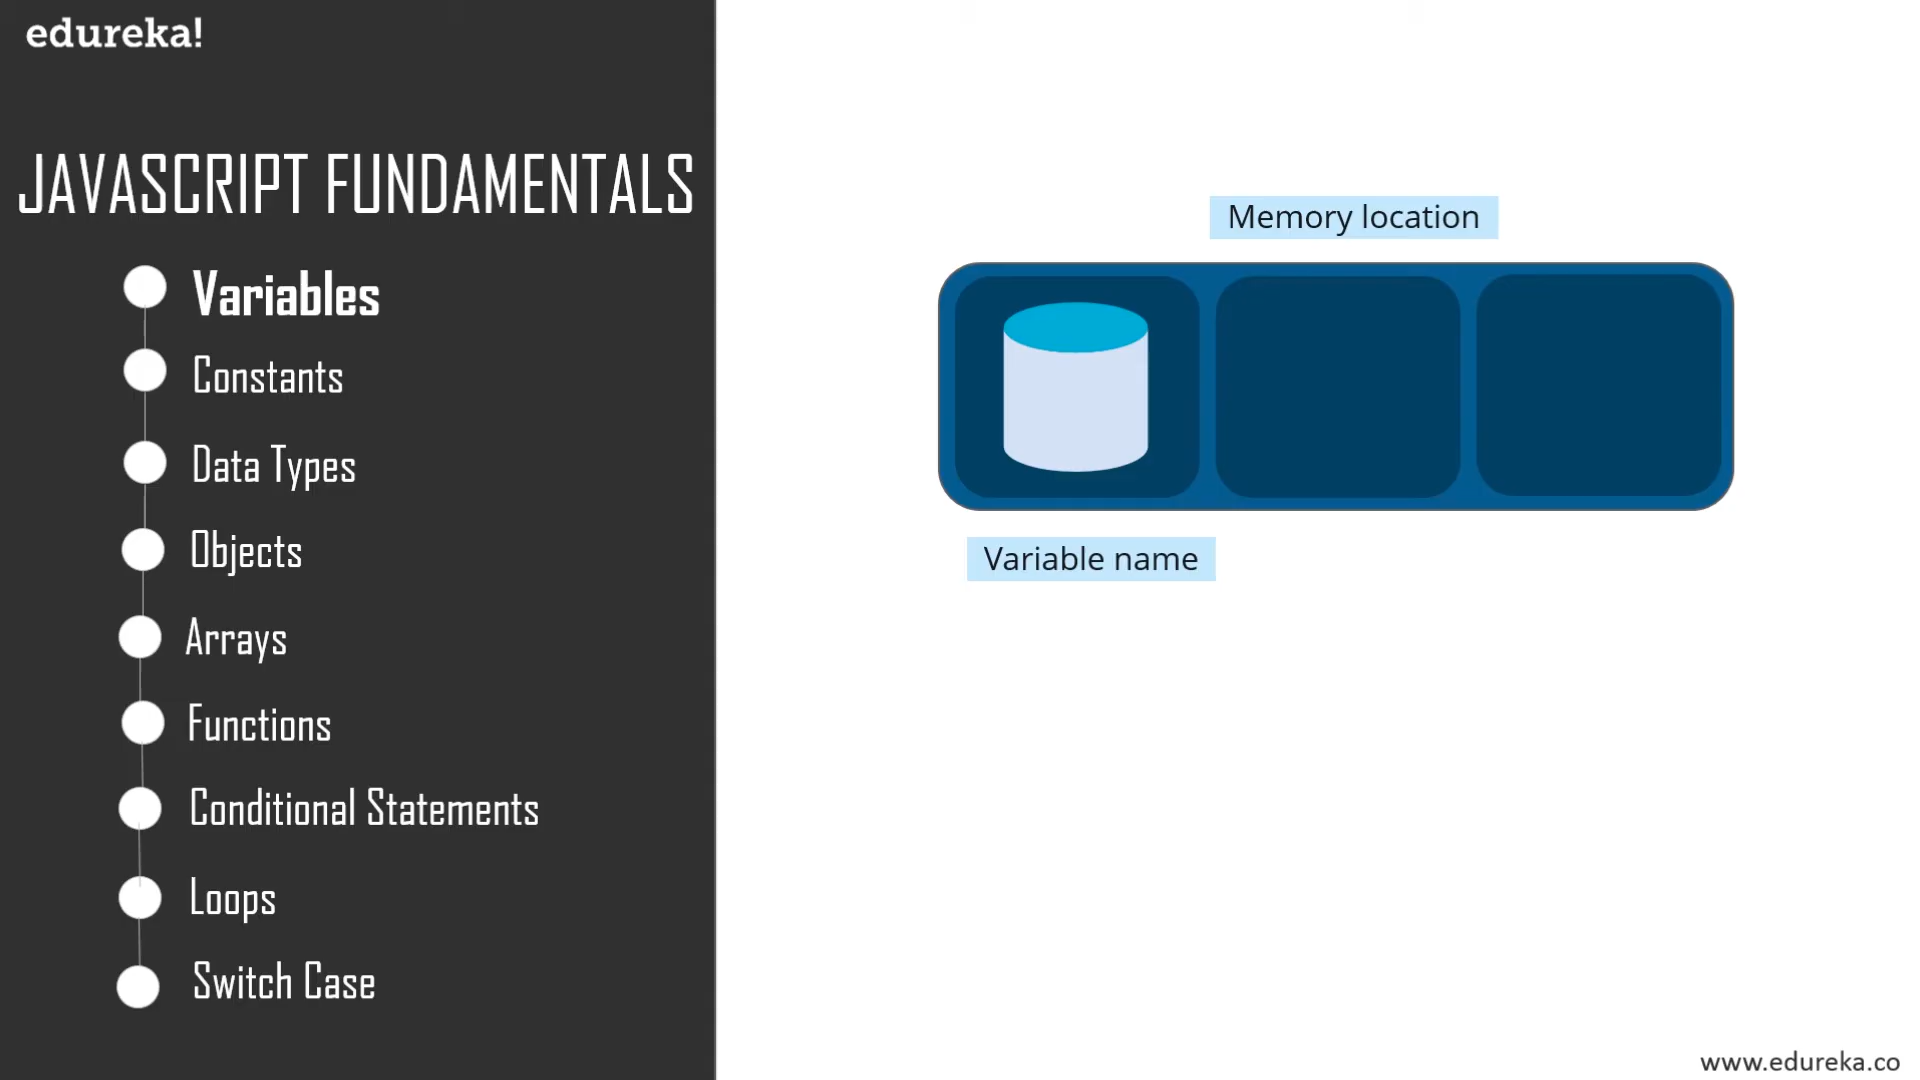 edureka!
JAVASCRIPT FUNDAMENTALS
Variables
Constants
Data Types
Objects
Arrays
Functions
Conditional Statements
Loops
Switch Case
Memory location
Variable name
www.edureka.co